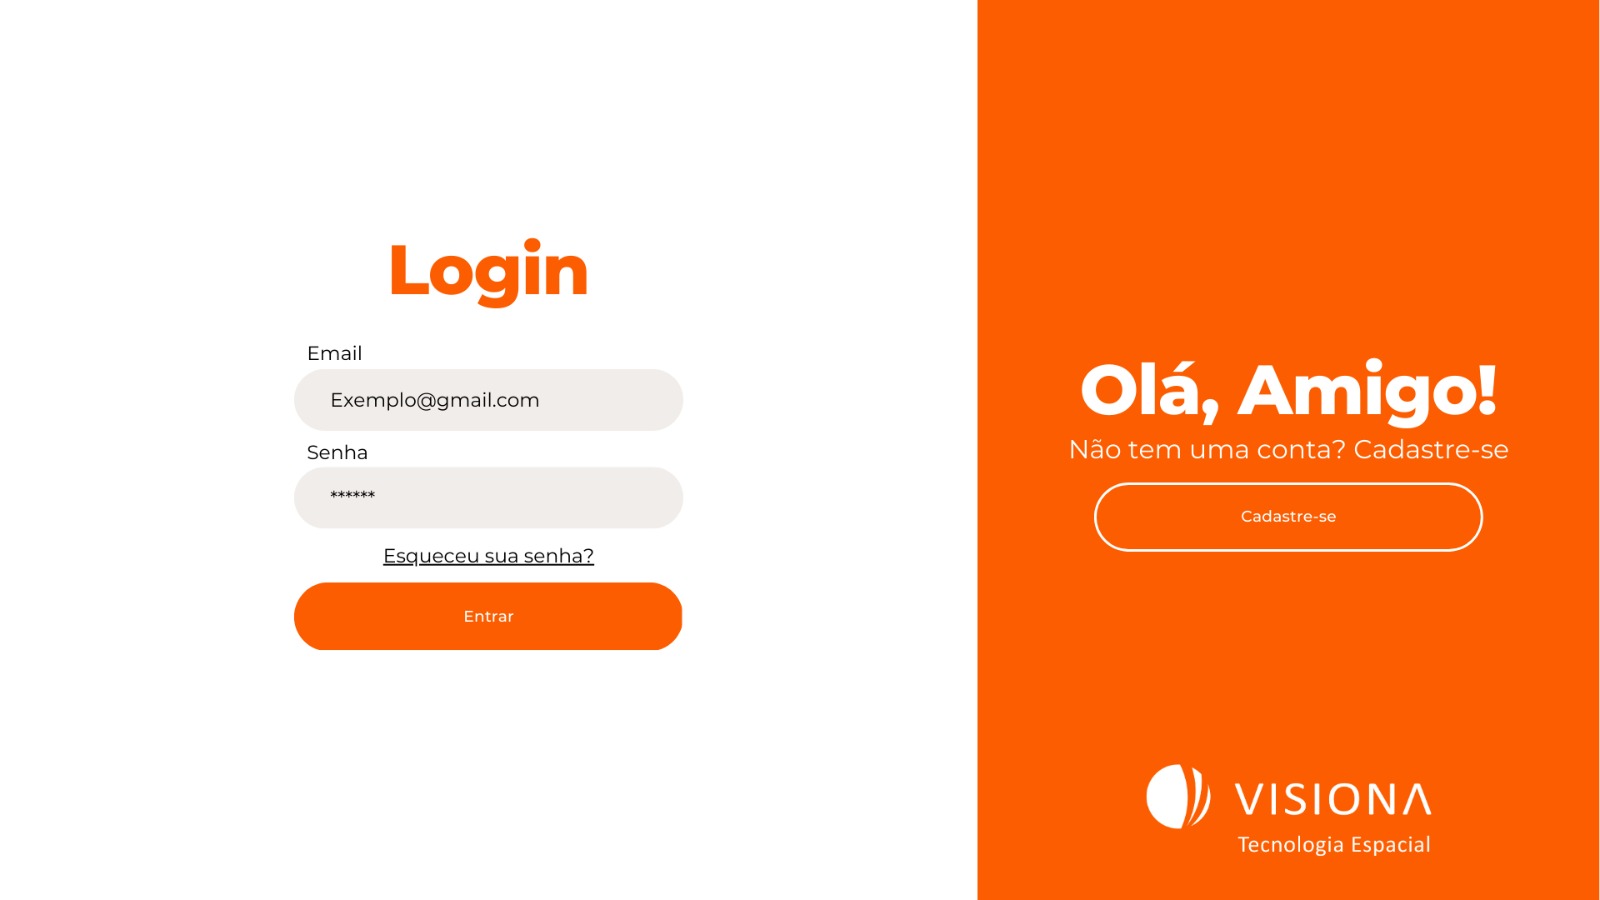 Login
Email
Exemplo@gmail.com
Senha
******
Esqueceu sua senha?
Entrar
Olá, Amigo!
Não tem uma conta? Cadastre-se
Cadastre-se
VISIONA
Tecnologia Espacial